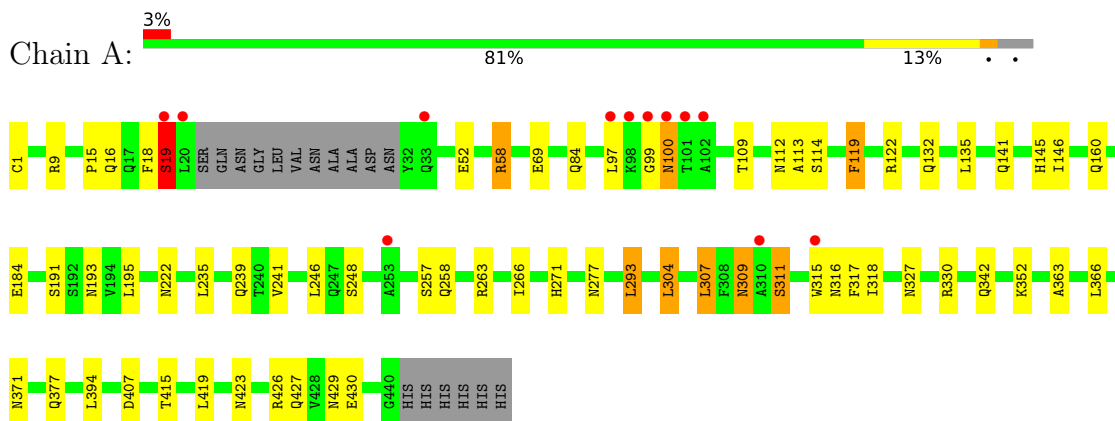 3%
Chain A:
81% 13% • •
C1 R9 P15 Q16 Q17 F18 S19 L20 SER GLN ASN GLY LEU VAL ASN ALA ALA ASP ASN Y32 Q33 E52 R58 E69 Q84 L97 K98 G99 N100 T101 A102 T109 N112 A113 S114 F119 R122 Q132 L135 Q141 H145 I146 Q160
E184 S191 S192 N193 V194 L195 N222 L235 Q239 T240 V241 L246 Q247 S248 A253 S257 Q258 R263 I266 H271 N277 L293 L304 L307 F308 N309 A310 S311 W315 N316 F317 I318 N327 R330 Q342 K352 A363 L366
N371 Q377 L394 D407 T415 L419 N423 R426 Q427 V428 N429 E430 G440 HIS HIS HIS HIS HIS HIS